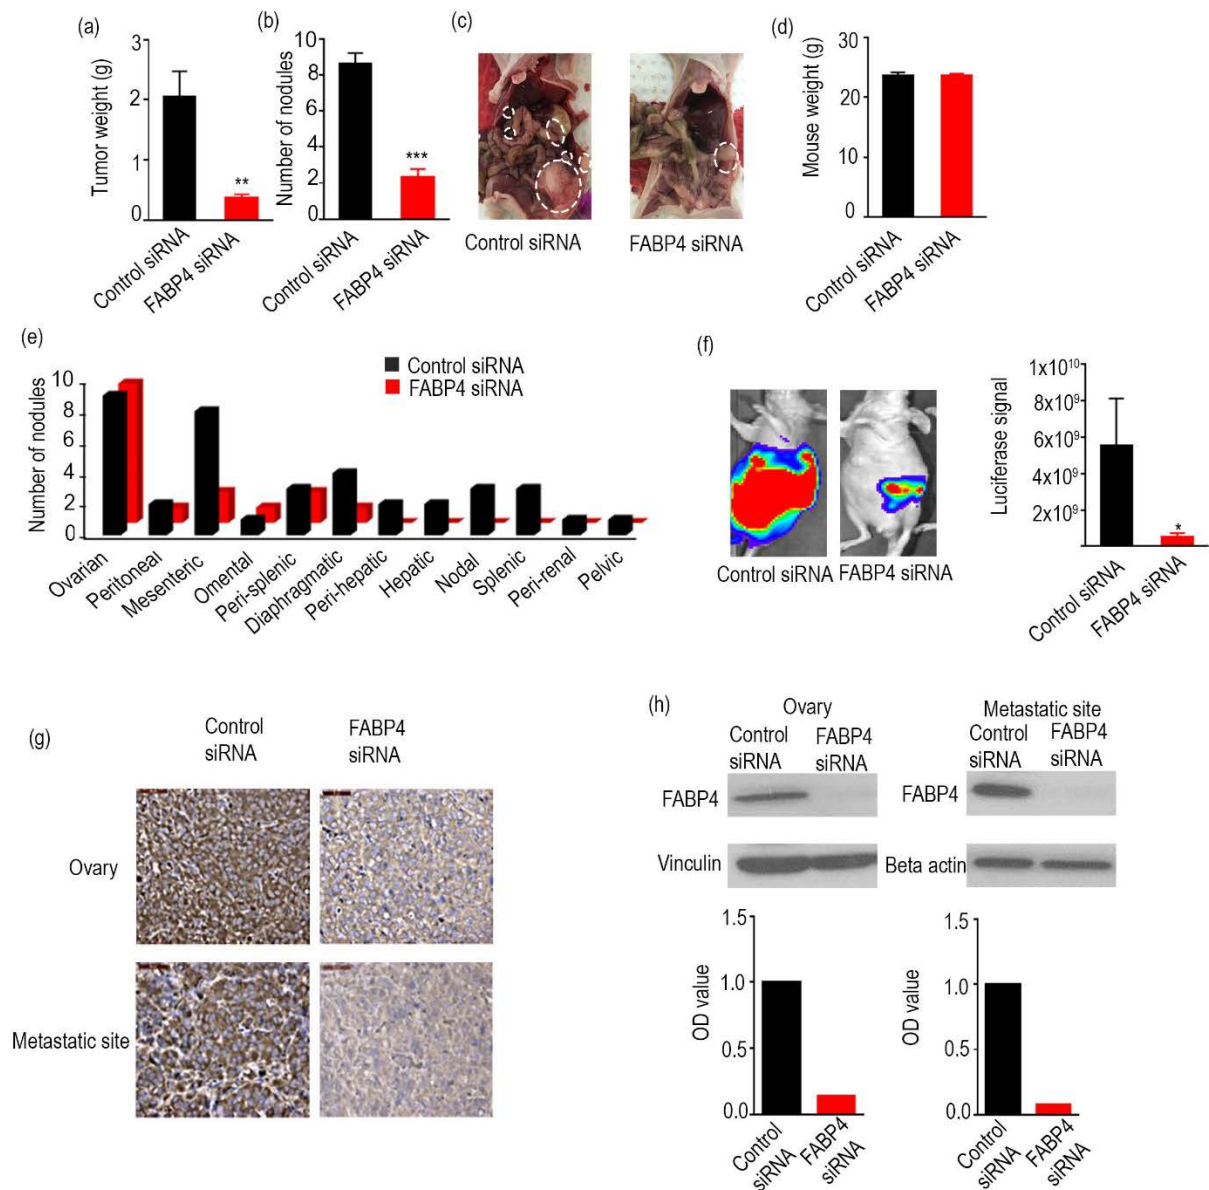 (a)
Tumor weight (g)
3
2
1
0
**
Control siRNA
FABP4 siRNA
(b)
Number of nodules
10
8
6
4
2
0
***
Control siRNA
FABP4 siRNA
(c)
Control siRNA
FABP4 siRNA
(d)
Mouse weight (g)
30
20
10
0
Control siRNA
FABP4 siRNA
(e)
Number of nodules
10
8
6
4
2
0
Control siRNA
FABP4 siRNA
Ovarian
Peritoneal
Mesenteric
Omental
Peri-splenic
Diaphragmatic
Peri-hepatic
Hepatic
Nodal
Splenic
Peri-renal
Pelvic
(f)
Control siRNA
FABP4 siRNA
Luciferase signal
1x10¹⁰
8x10⁹
6x10⁹
4x10⁹
2x10⁹
*
Control siRNA
FABP4 siRNA
(g)
Control
siRNA
FABP4
siRNA
Ovary
Metastatic site
(h)
Ovary
Control
siRNA
FABP4
siRNA
FABP4
Vinculin
Metastatic site
Control
siRNA
FABP4
siRNA
FABP4
Beta actin
OD value
1.5
1.0
0.5
0.0
Control
siRNA
FABP4
siRNA
OD value
1.5
1.0
0.5
0.0
Control
siRNA
FABP4
siRNA